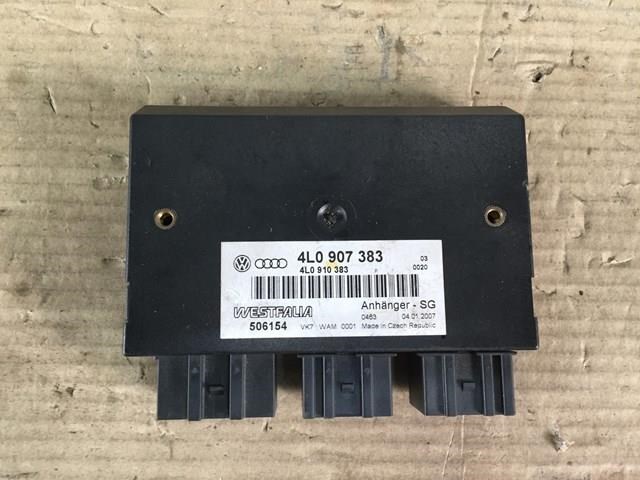 4L0 907 383 03
4L0 910 383 F 0020
WESTFALIA Anhänger - SG
0463 04.01.2007
506154 VK7 WAM 0001 Made in Czech Republic